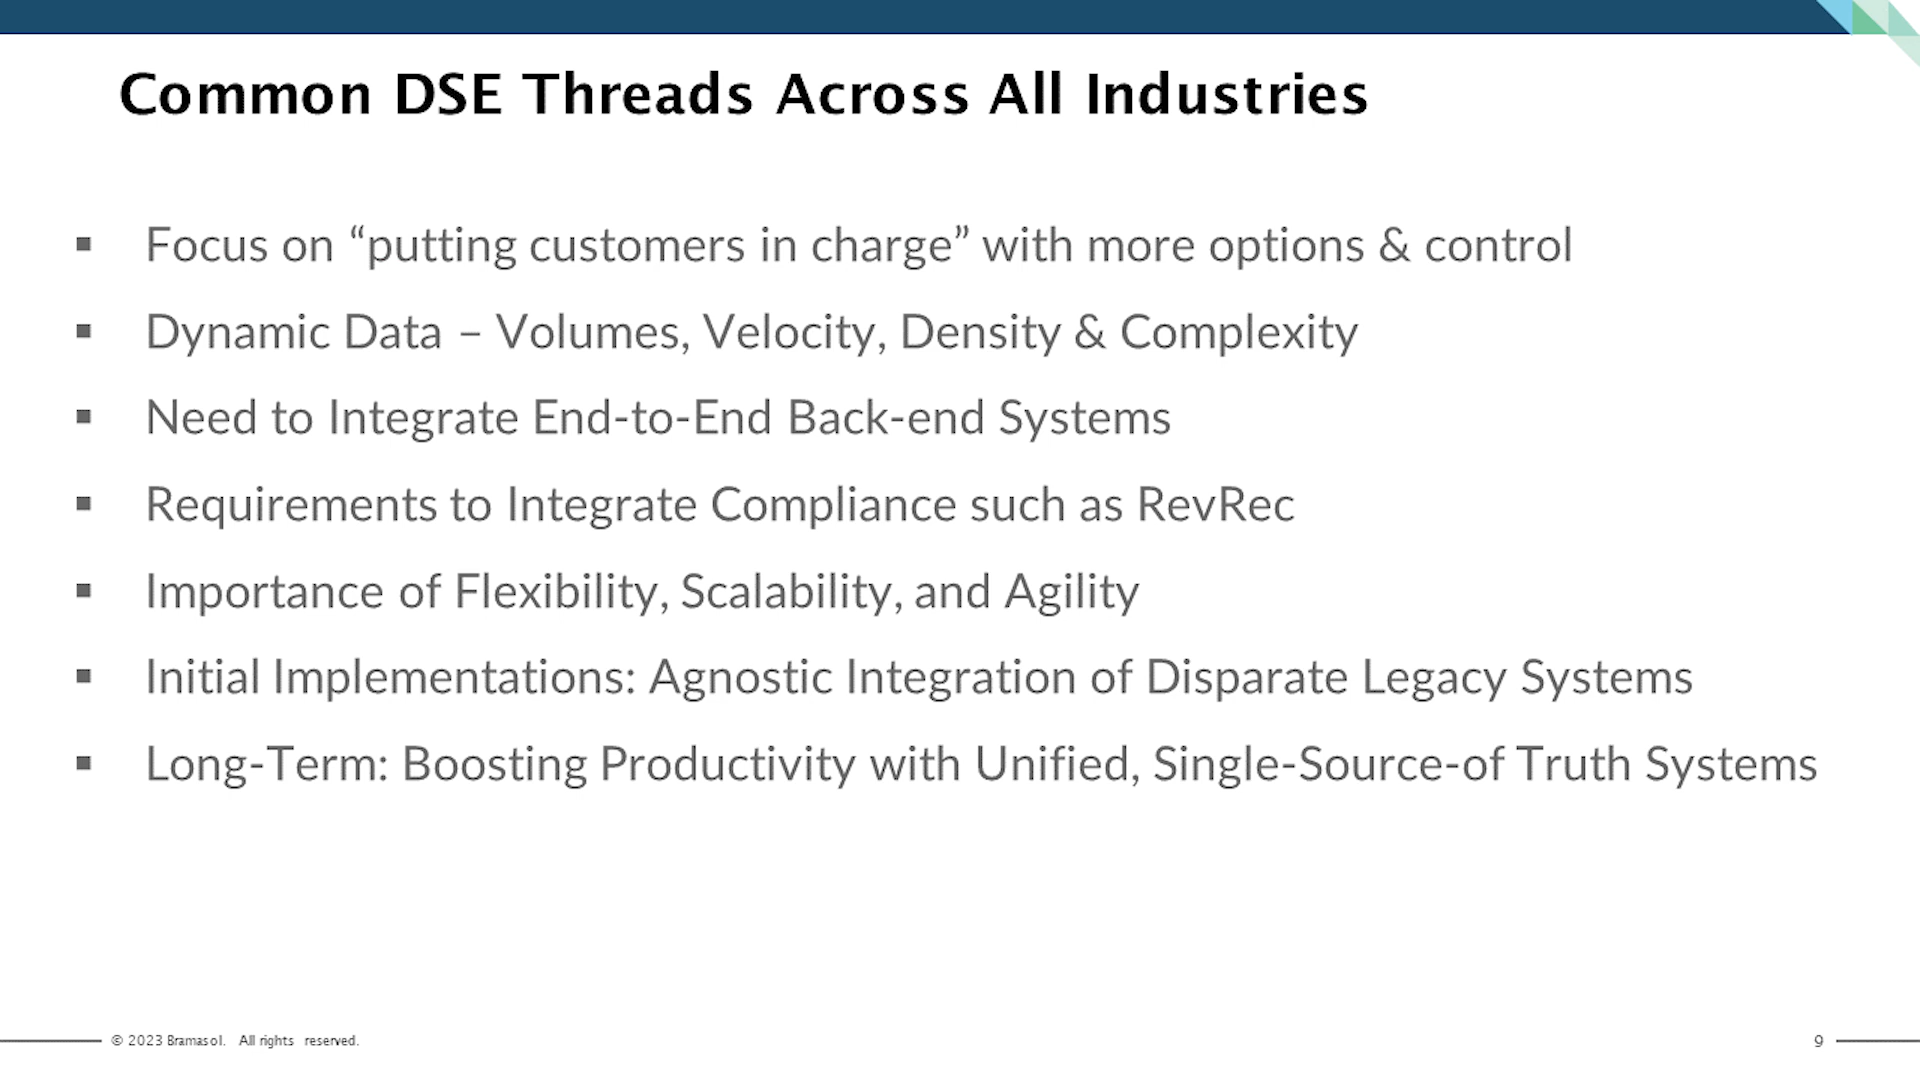 Common DSE Threads Across All Industries
▪ Focus on “putting customers in charge” with more options & control
▪ Dynamic Data – Volumes, Velocity, Density & Complexity
▪ Need to Integrate End-to-End Back-end Systems
▪ Requirements to Integrate Compliance such as RevRec
▪ Importance of Flexibility, Scalability, and Agility
▪ Initial Implementations: Agnostic Integration of Disparate Legacy Systems
▪ Long-Term: Boosting Productivity with Unified, Single-Source-of Truth Systems
© 2023 Bramasol. All rights reserved.
9